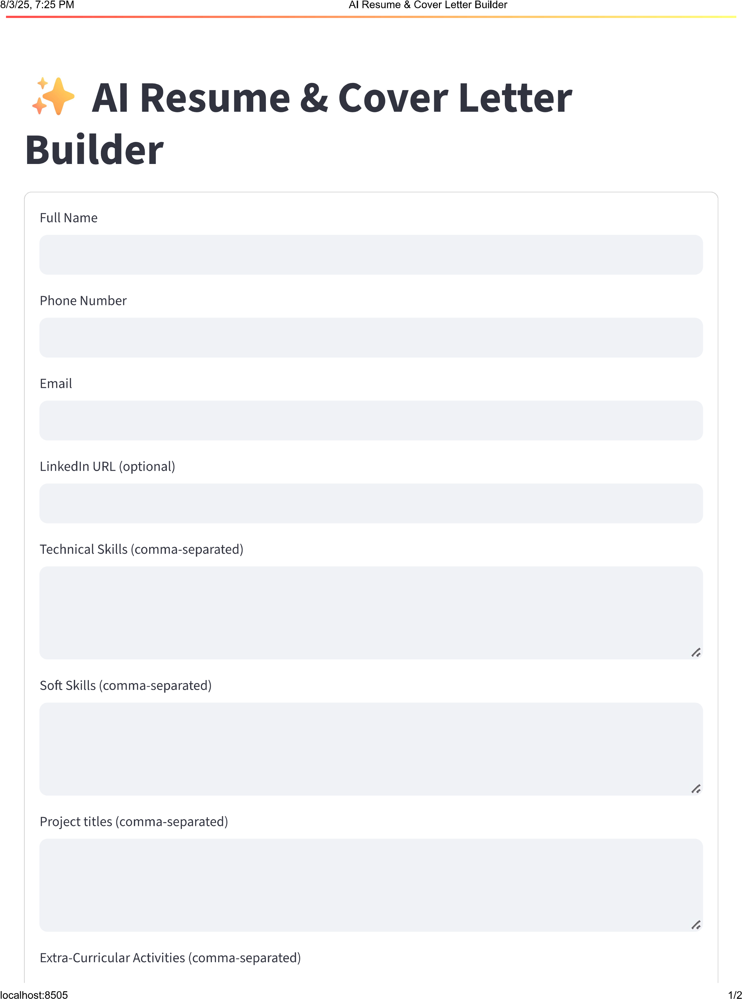 8/3/25, 7:25 PM AI Resume & Cover Letter Builder
✨ AI Resume & Cover Letter
Builder
Full Name
Phone Number
Email
LinkedIn URL (optional)
Technical Skills (comma-separated)
Soft Skills (comma-separated)
Project titles (comma-separated)
Extra-Curricular Activities (comma-separated)
localhost:8505 1/2